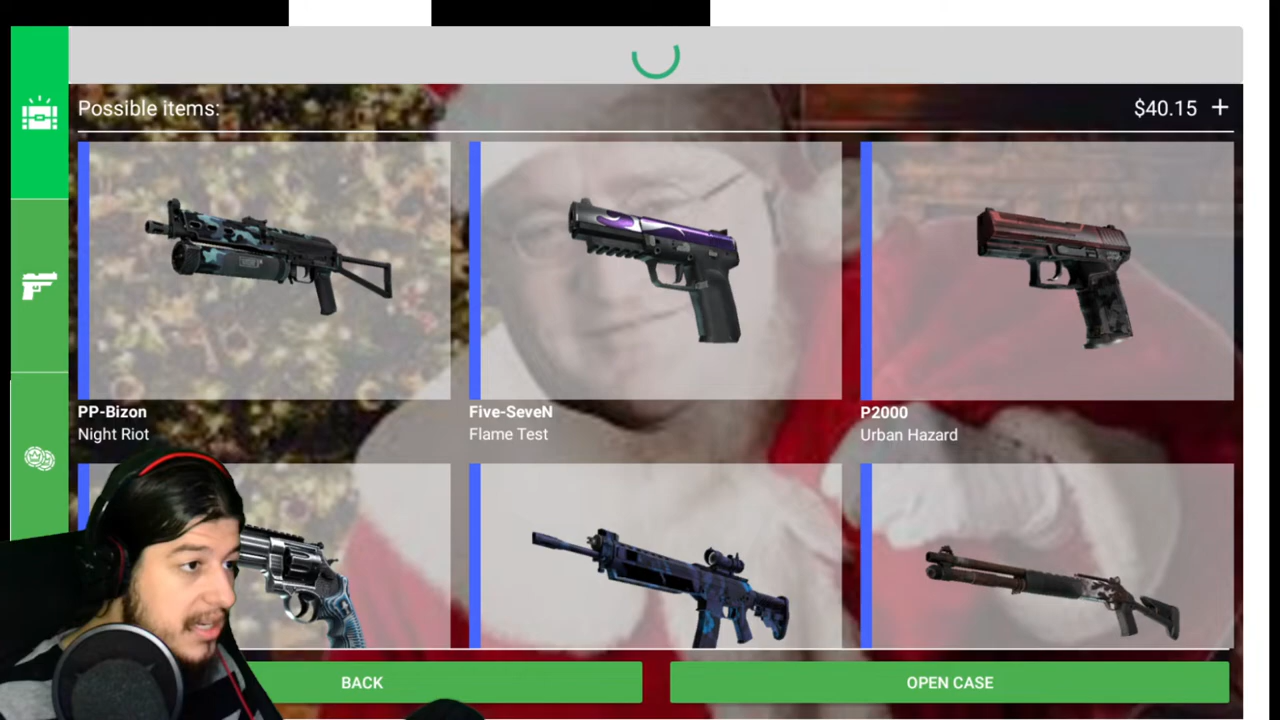 Possible items:
$40.15 +
PP-Bizon
Night Riot
Five-SeveN
Flame Test
P2000
Urban Hazard
BACK
OPEN CASE